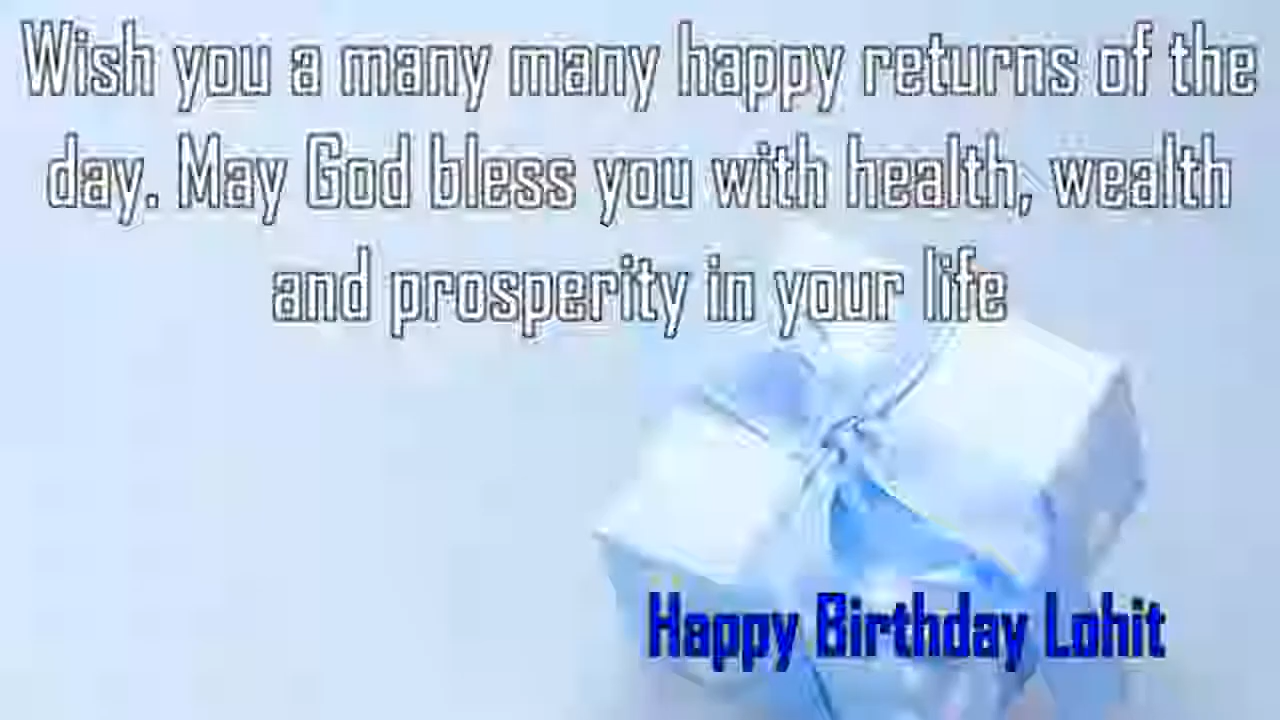 Wish you a many many happy returns of the
day. May God bless you with health, wealth
and prosperity in your life
Happy Birthday Lohit